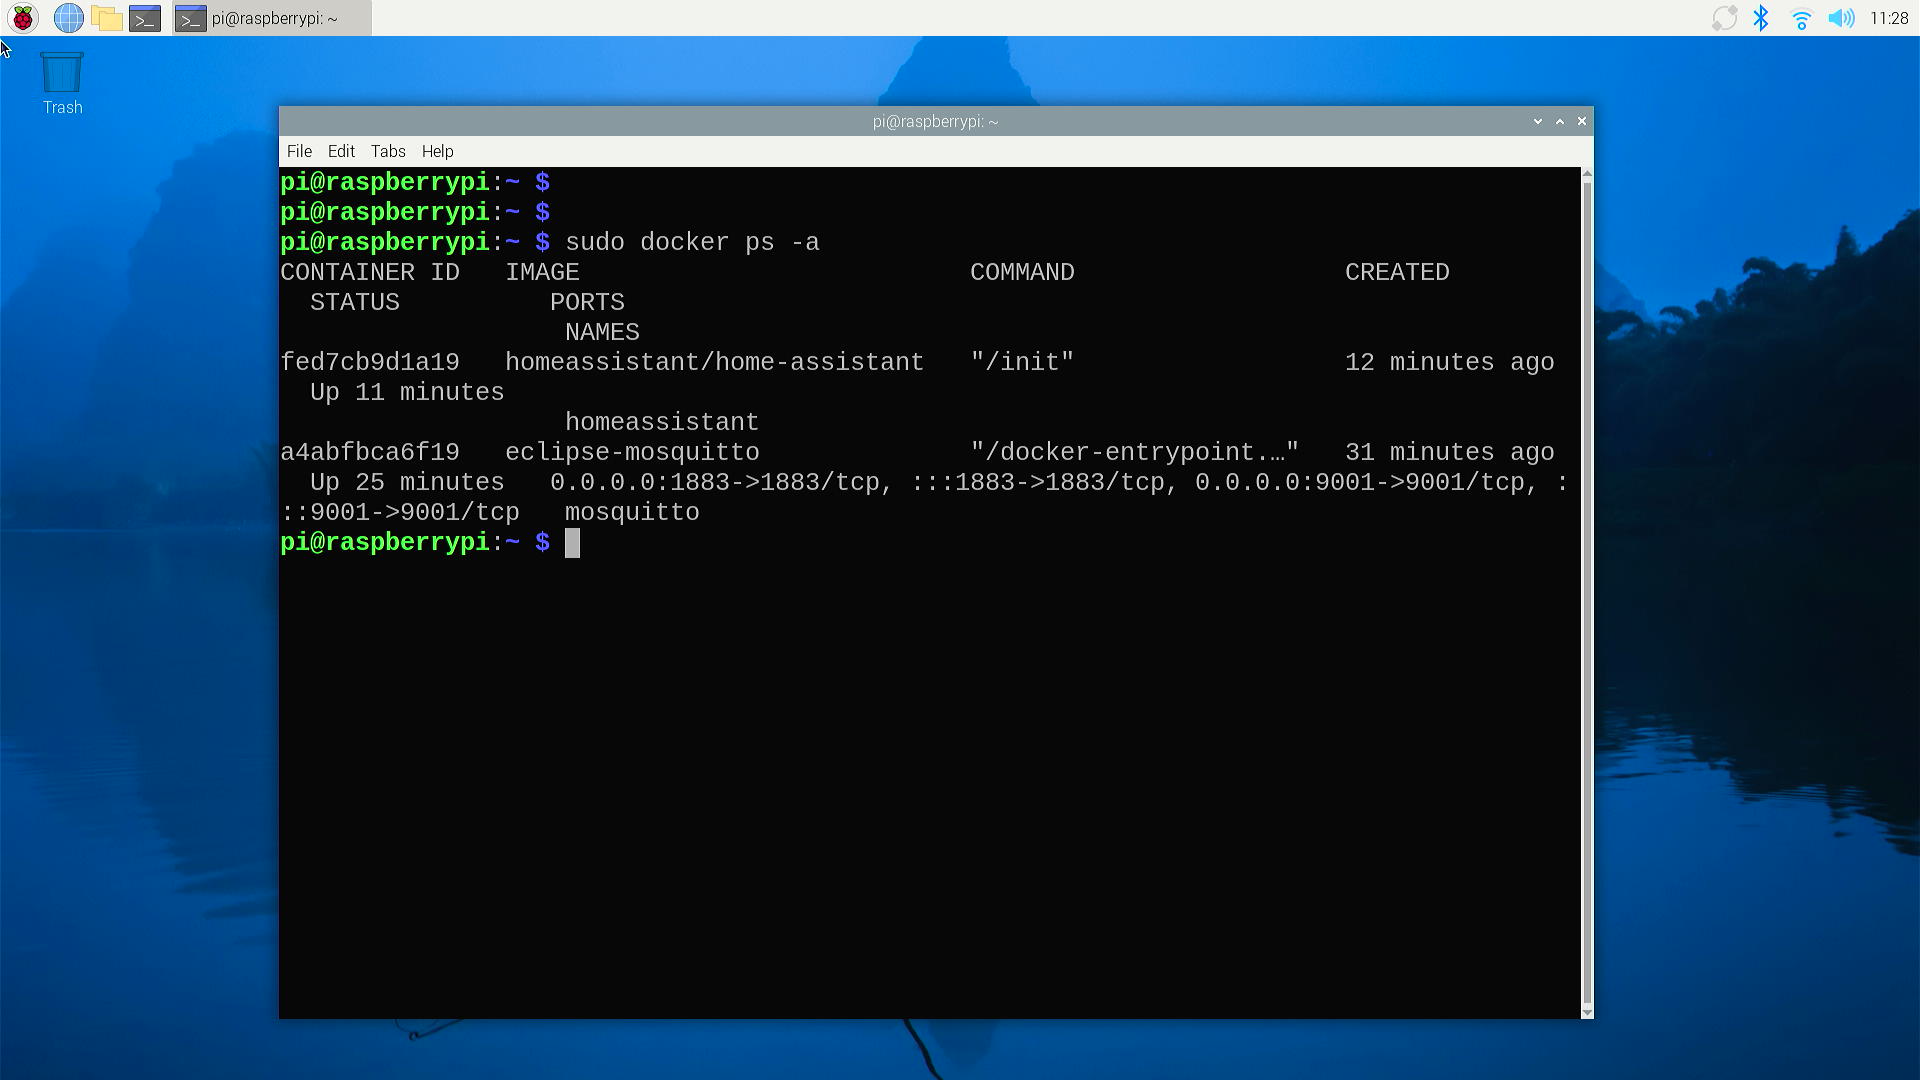 pi@raspberrypi: ~
11:28
Trash
pi@raspberrypi: ~
File Edit Tabs Help
pi@raspberrypi:~ $
pi@raspberrypi:~ $
pi@raspberrypi:~ $ sudo docker ps -a
CONTAINER ID   IMAGE                          COMMAND                  CREATED
  STATUS          PORTS
                   NAMES
fed7cb9d1a19   homeassistant/home-assistant   "/init"                  12 minutes ago
  Up 11 minutes
                   homeassistant
a4abfbca6f19   eclipse-mosquitto              "/docker-entrypoint.…"   31 minutes ago
  Up 25 minutes   0.0.0.0:1883->1883/tcp, :::1883->1883/tcp, 0.0.0.0:9001->9001/tcp, :
::9001->9001/tcp   mosquitto
pi@raspberrypi:~ $